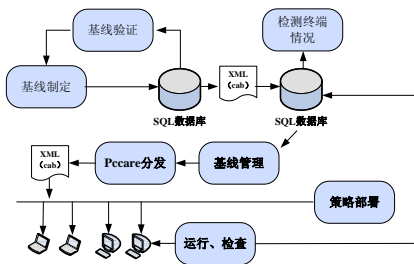 基线验证
检测终端
情况
基线制定
XML
（cab）
SQL数据库
SQL数据库
XML
（cab）
Pccare分发
基线管理
策略部署
运行、检查